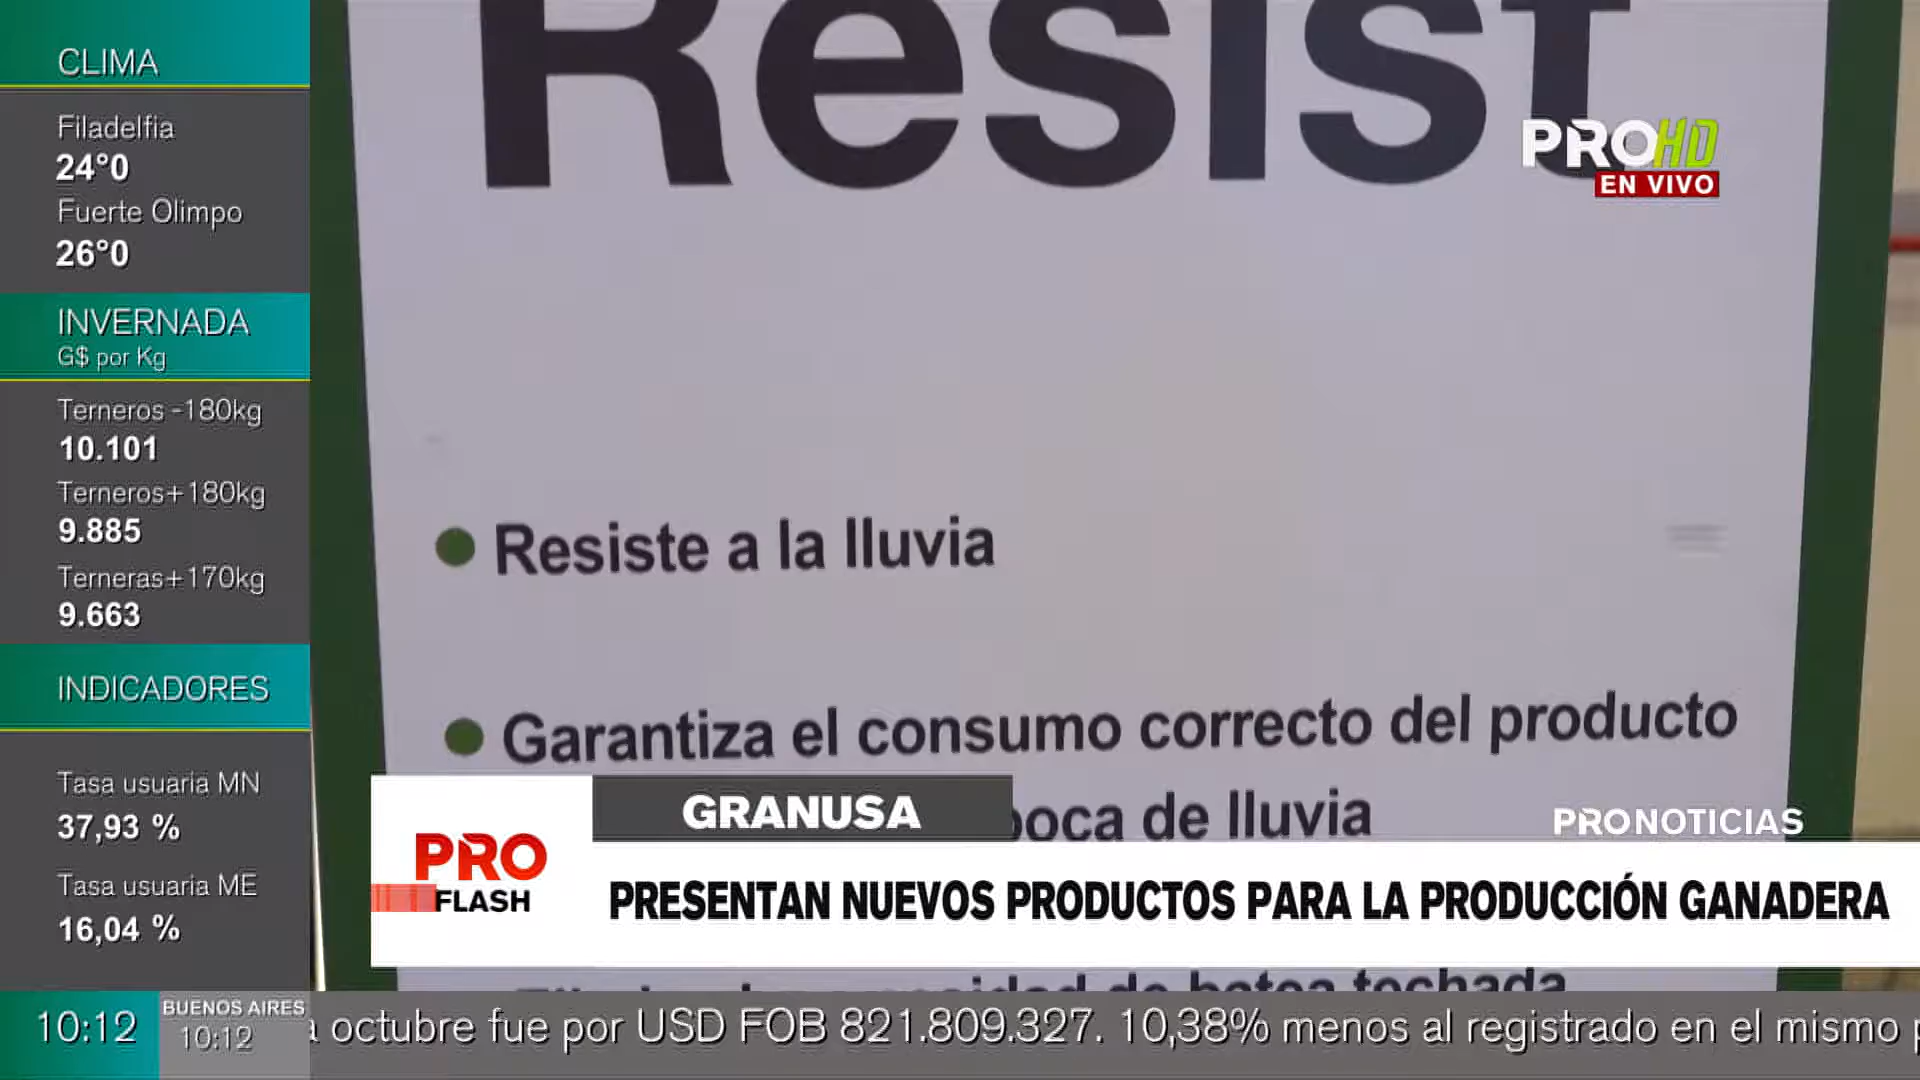 CLIMA
Filadelfia
24°0
Fuerte Olimpo
26°0
INVERNADA
G$ por Kg
Terneros -180kg
10.101
Terneros+180kg
9.885
Terneras+170kg
9.663
INDICADORES
Tasa usuaria MN
37,93 %
Tasa usuaria ME
16,04 %
Resist
PROHD
EN VIVO
Resiste a la lluvia
Garantiza el consumo correcto del producto
de lluvia
GRANUSA
PRONOTICIAS
PRO
FLASH
PRESENTAN NUEVOS PRODUCTOS PARA LA PRODUCCIÓN GANADERA
de batea techada
10:12
BUENOS AIRES
10:12
octubre fue por USD FOB 821.809.327. 10,38% menos al registrado en el mismo